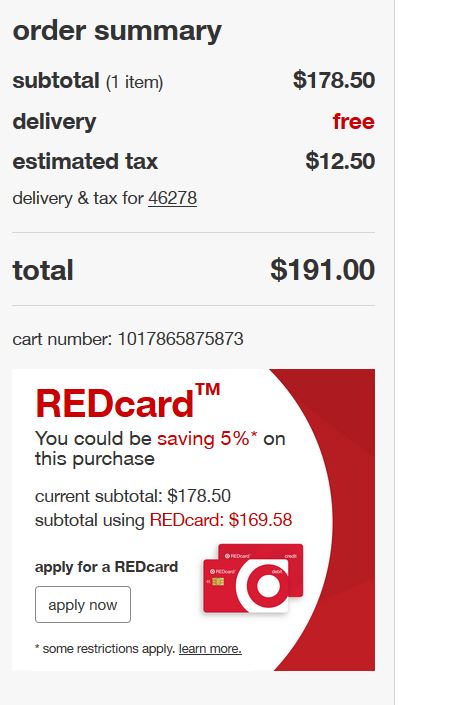 order summary
subtotal (1 item) $178.50
delivery free
estimated tax $12.50
delivery & tax for 46278
total $191.00
cart number: 1017865875873
REDcard™
You could be saving 5%* on
this purchase
current subtotal: $178.50
subtotal using REDcard: $169.58
apply for a REDcard
apply now
REDcard credit
REDcard debit
* some restrictions apply. learn more.